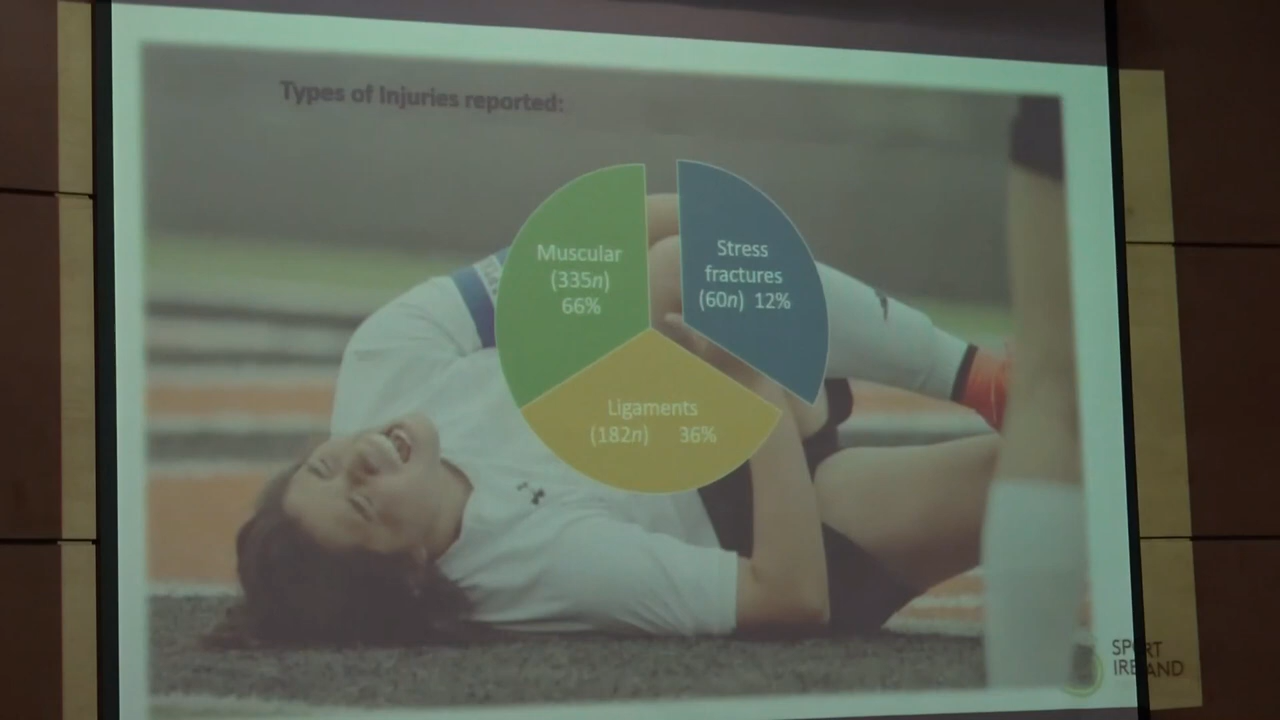 Types of Injuries reported:
Muscular
(335n)
66%
Stress
fractures
(60n) 12%
Ligaments
(182n) 36%
SPORT
IRELAND